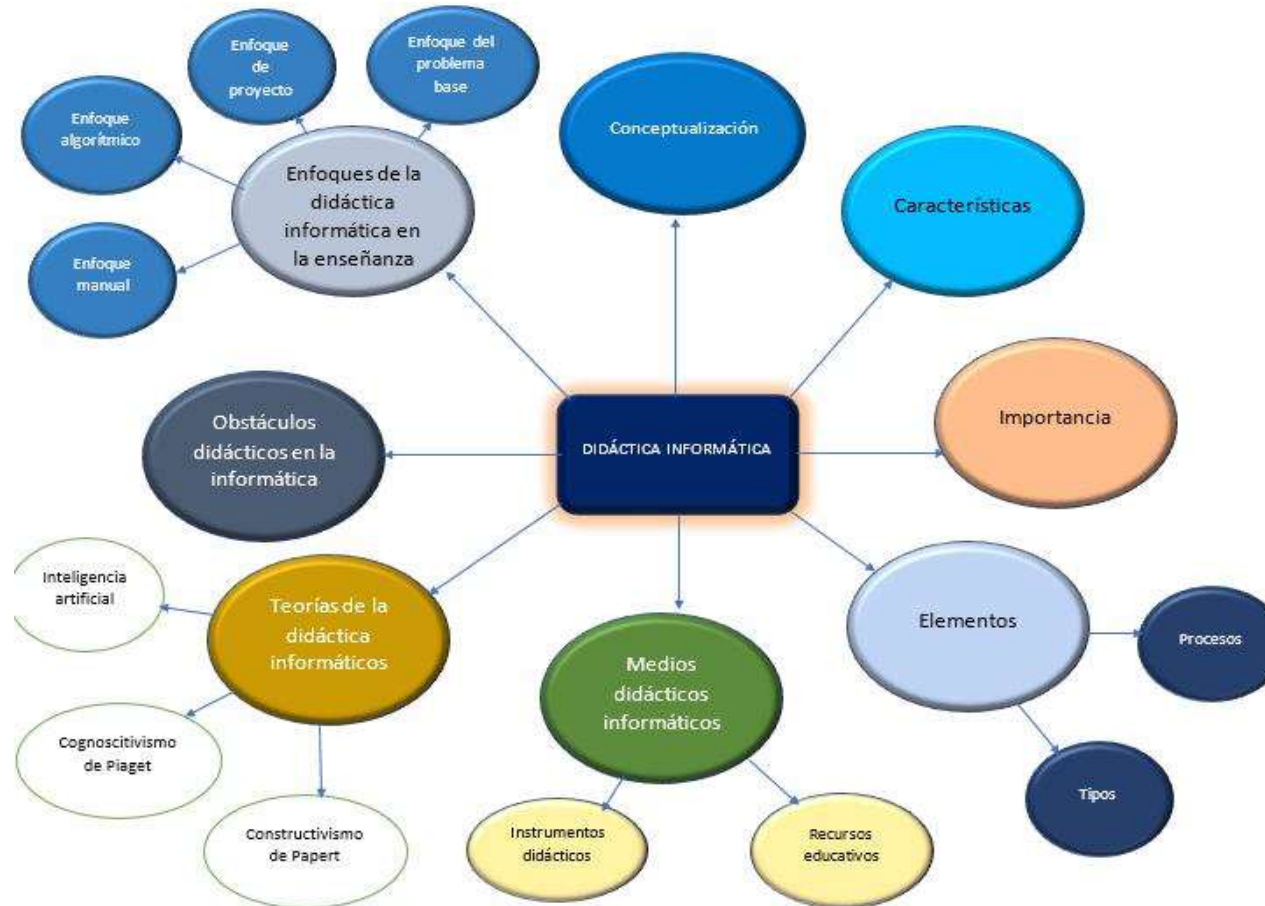 Enfoque
de
proyecto
Enfoque del
problema
base
Enfoque
algorítmico
Enfoques de la
didáctica
informática en
la enseñanza
Enfoque
manual
Conceptualización
Características
Obstáculos
didácticos en la
informática
DIDÁCTICA INFORMÁTICA
Importancia
Inteligencia
artificial
Teorías de la
didáctica
informáticos
Cognoscitivismo
de Piaget
Constructivismo
de Papert
Medios
didácticos
informáticos
Instrumentos
didácticos
Recursos
educativos
Elementos
Procesos
Tipos